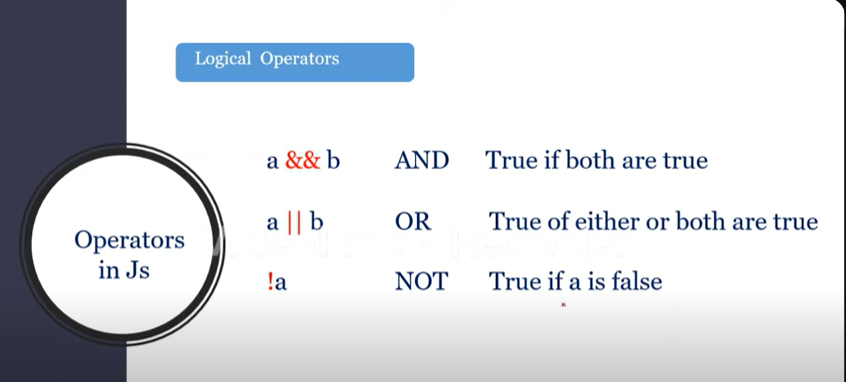 Logical Operators
a && b AND True if both are true
a || b OR True of either or both are true
!a NOT True if a is false
Operators
in Js